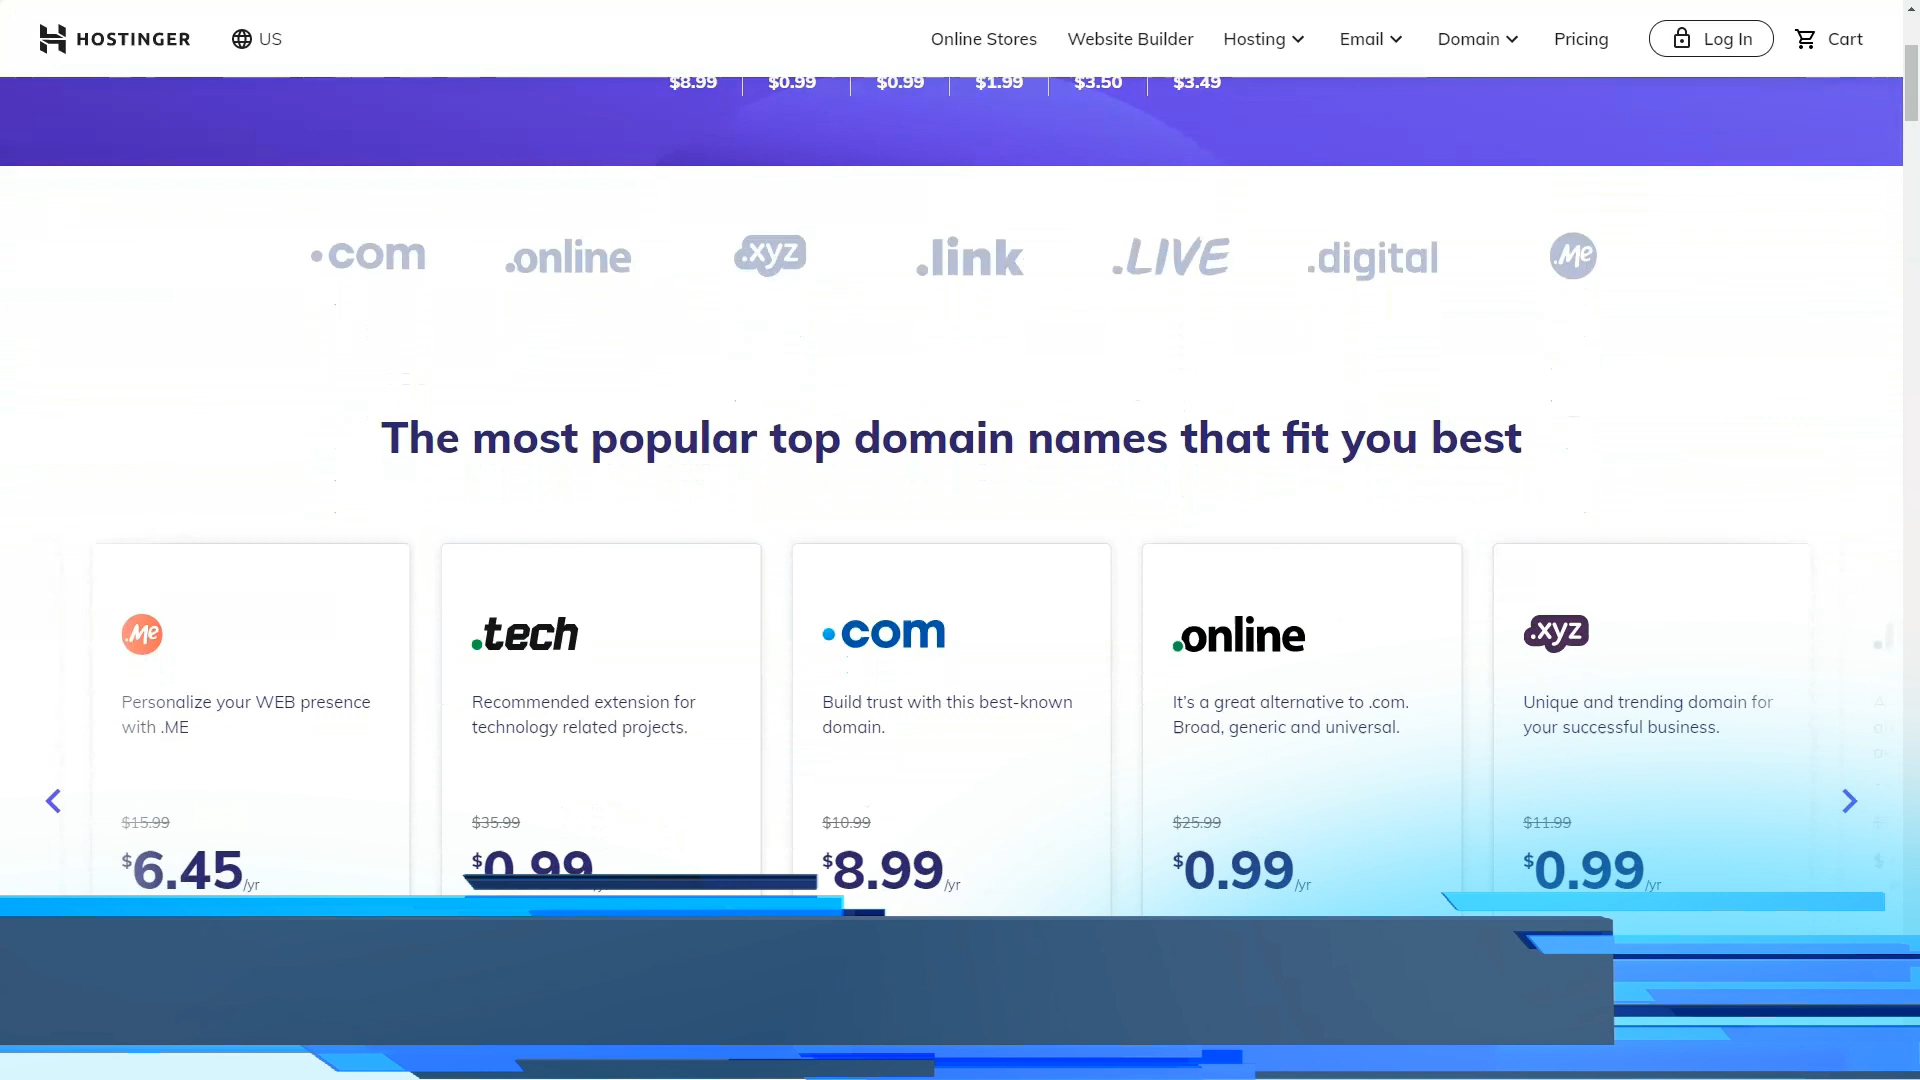 HOSTINGER
US
Online Stores
Website Builder
Hosting
Email
Domain
Pricing
Log In
Cart
$8.99
$0.99
$0.99
$1.99
$3.50
$3.49
.com
.online
.xyz
.link
.LIVE
.digital
.Me
The most popular top domain names that fit you best
.Me
Personalize your WEB presence
with .ME
$15.99
$6.45/yr
.tech
Recommended extension for
technology related projects.
$35.99
$0.99
.com
Build trust with this best-known
domain.
$10.99
$8.99/yr
.online
It's a great alternative to .com.
Broad, generic and universal.
$25.99
$0.99/yr
.xyz
Unique and trending domain for
your successful business.
$11.99
$0.99/yr